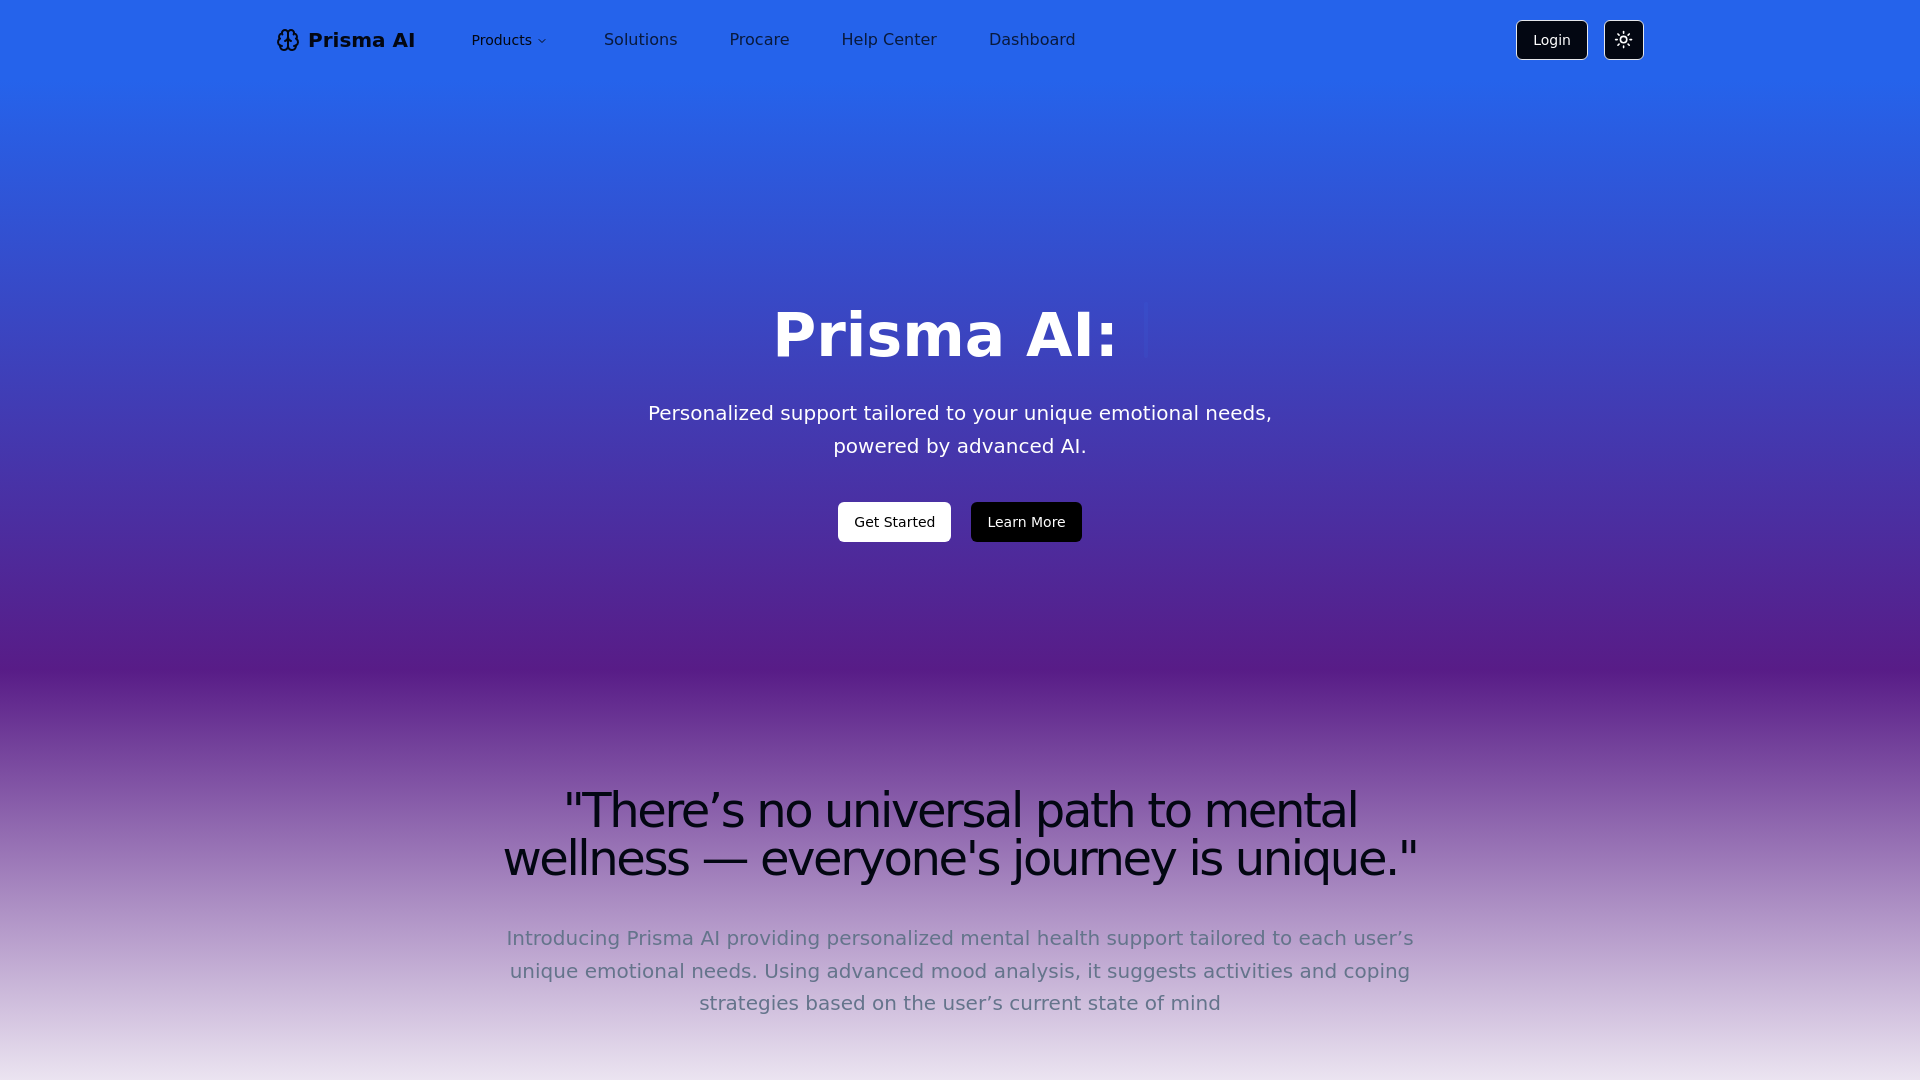 Prisma AI
Products
Solutions
Procare
Help Center
Dashboard
Login
Prisma AI:
Personalized support tailored to your unique emotional needs,
powered by advanced AI.
Get Started
Learn More
"There’s no universal path to mental
wellness — everyone's journey is unique."
Introducing Prisma AI providing personalized mental health support tailored to each user’s
unique emotional needs. Using advanced mood analysis, it suggests activities and coping
strategies based on the user’s current state of mind